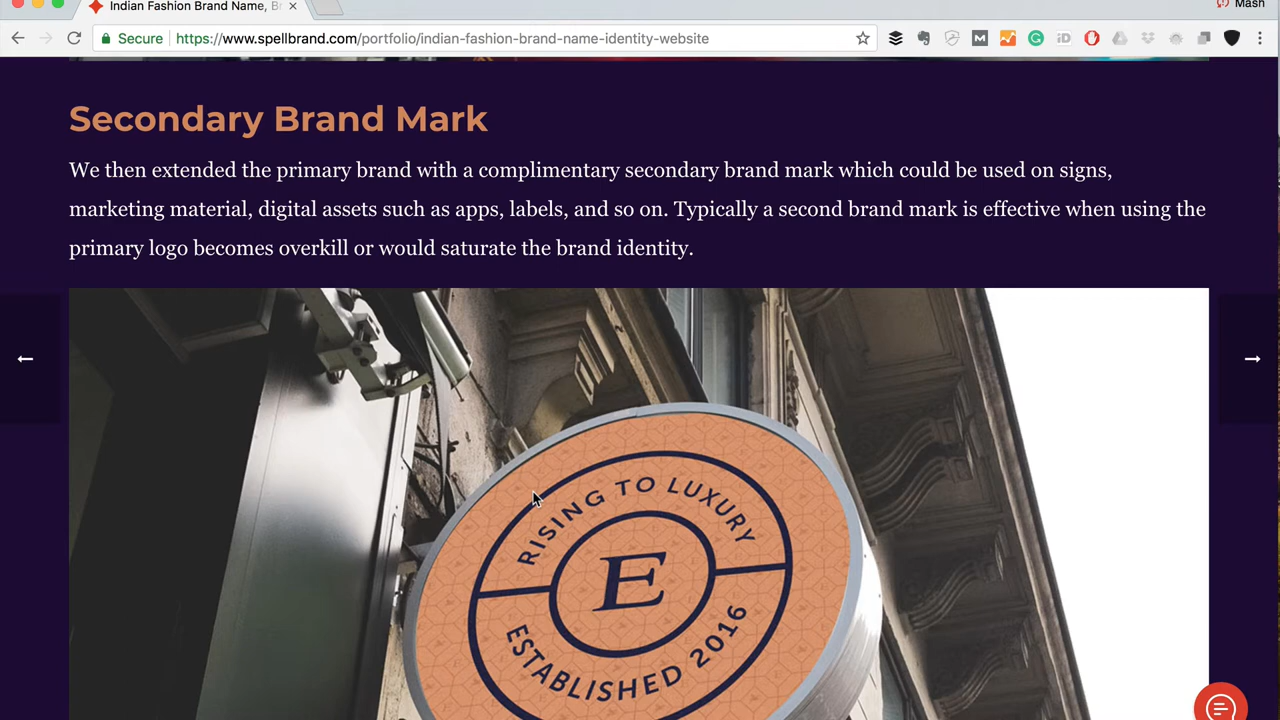 Indian Fashion Brand Name, B
Mash
Secure
https://www.spellbrand.com/portfolio/indian-fashion-brand-name-identity-website
M
iD
Secondary Brand Mark
We then extended the primary brand with a complimentary secondary brand mark which could be used on signs,
marketing material, digital assets such as apps, labels, and so on. Typically a second brand mark is effective when using the
primary logo becomes overkill or would saturate the brand identity.
RISING TO LUXURY
E
ESTABLISHED 2016